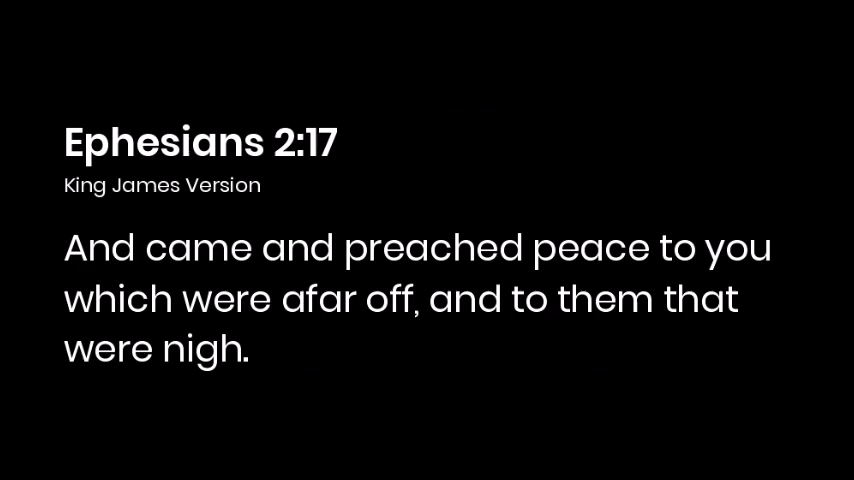 Ephesians 2:17
King James Version
And came and preached peace to you
which were afar off, and to them that
were nigh.